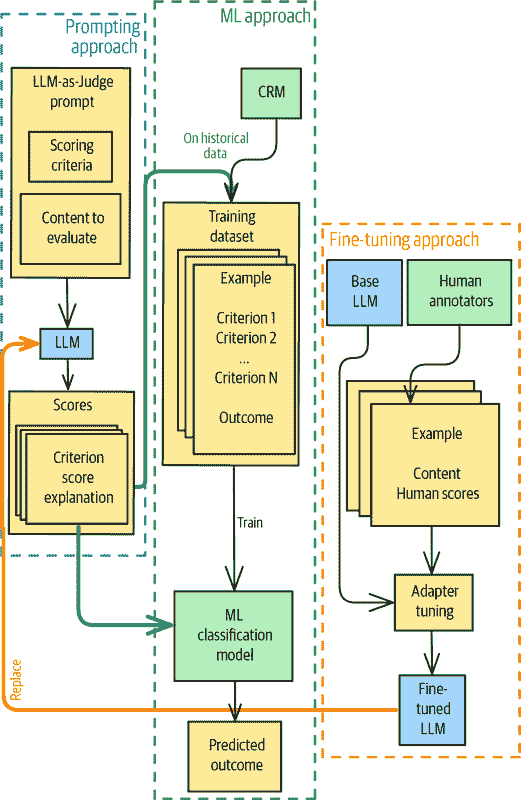 Prompting
approach
LLM-as-Judge
prompt
Scoring
criteria
Content to
evaluate
LLM
Scores
Criterion
score
explanation
ML approach
CRM
On historical
data
Training
dataset
Example
Criterion 1
Criterion 2
...
Criterion N
Outcome
Train
ML
classification
model
Predicted
outcome
Fine-tuning approach
Base
LLM
Human
annotators
Example
Content
Human scores
Adapter
tuning
Fine-
tuned
LLM
Replace